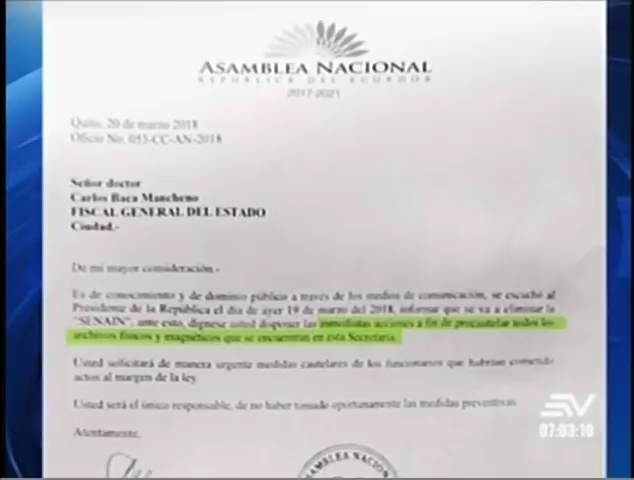 ASAMBLEA NACIONAL
REPÚBLICA DEL ECUADOR
2017-2021
Quito, 20 de marzo 2018
Oficio No. 053-CC-AN-2018
Señor doctor
Carlos Baca Mancheno
FISCAL GENERAL DEL ESTADO
Ciudad.-
De mi mayor consideración.-
Es de conocimiento y de dominio público a través de los medios de comunicación, se escuchó al
Presidente de la República el día de ayer 19 de marzo del 2018, informar que se va a eliminar la
"SENAIN", ante esto, dígnese usted disponer las inmediatas acciones a fin de precautelar todos los
archivos físicos y magnéticos que se encuentran en esta Secretaría.
Usted solicitará de manera urgente medidas cautelares de los funcionarios que habrían cometido
actos al margen de la ley.
Usted será el único responsable, de no haber tomado oportunamente las medidas preventivas.
Atentamente,
ASAMBLEA NACIO
EV
07:03:10